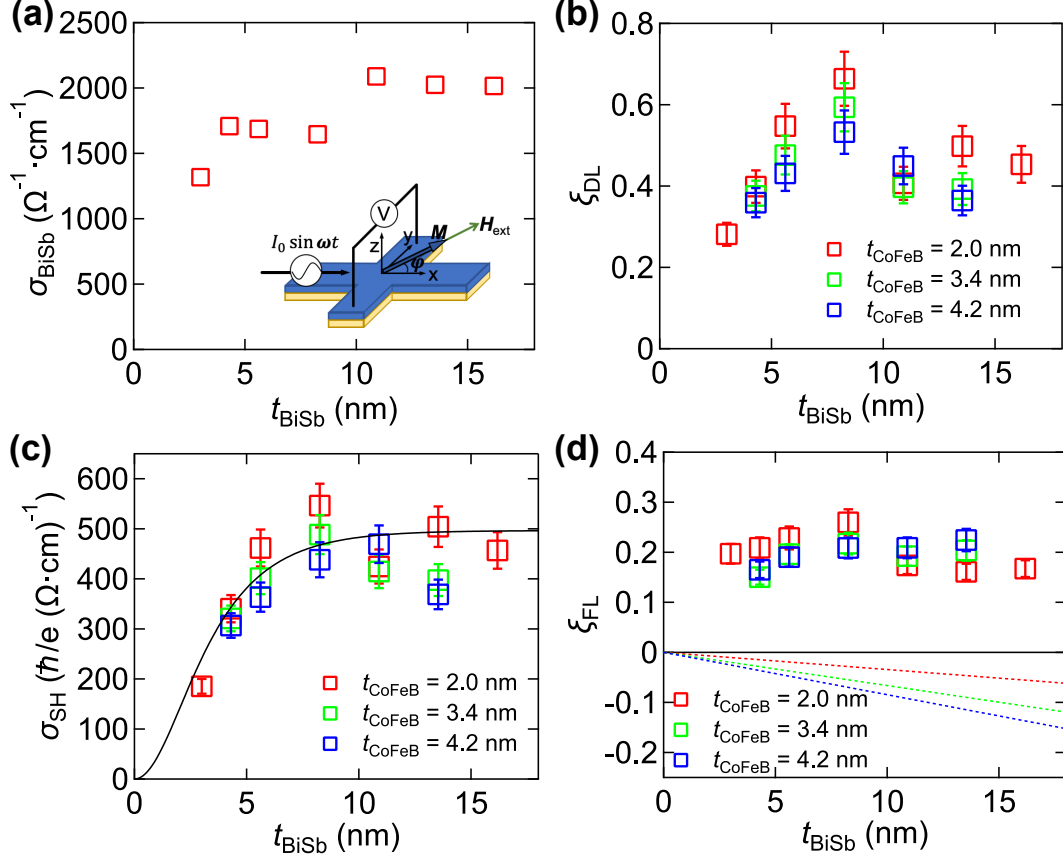 (a)
σBiSb (Ω⁻¹·cm⁻¹)
2500
2000
1500
1000
500
0
0
5
10
15
tBiSb (nm)
I₀ sin ωt
V
z
y
x
M
Hext
φ
(b)
ξDL
0.8
0.6
0.4
0.2
0
0
5
10
15
tBiSb (nm)
tCoFeB = 2.0 nm
tCoFeB = 3.4 nm
tCoFeB = 4.2 nm
(c)
σSH (ℏ/e (Ω·cm)⁻¹)
600
500
400
300
200
100
0
0
5
10
15
tBiSb (nm)
tCoFeB = 2.0 nm
tCoFeB = 3.4 nm
tCoFeB = 4.2 nm
(d)
ξFL
0.4
0.3
0.2
0.1
0
-0.1
-0.2
0
5
10
15
tBiSb (nm)
tCoFeB = 2.0 nm
tCoFeB = 3.4 nm
tCoFeB = 4.2 nm